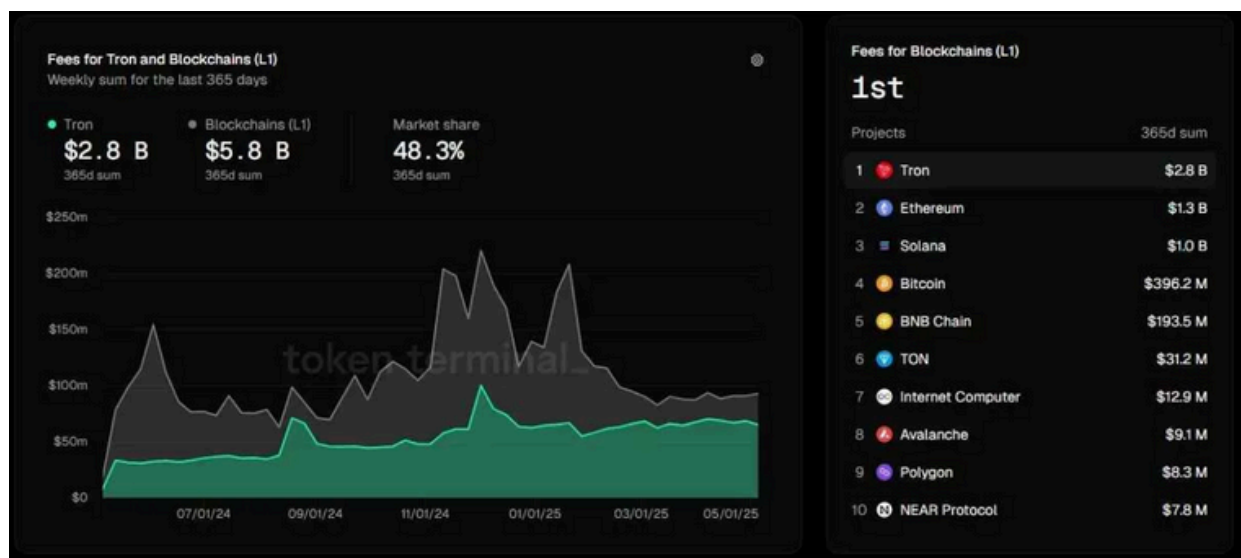 Fees for Tron and Blockchains (L1)
Weekly sum for the last 365 days
Tron
$2.8 B
365d sum
Blockchains (L1)
$5.8 B
365d sum
Market share
48.3%
365d sum
$250m
$200m
$150m
$100m
$50m
$0
token terminal_
07/01/24 09/01/24 11/01/24 01/01/25 03/01/25 05/01/25
Fees for Blockchains (L1)
1st
Projects 365d sum
1 Tron $2.8 B
2 Ethereum $1.3 B
3 Solana $1.0 B
4 Bitcoin $396.2 M
5 BNB Chain $193.5 M
6 TON $31.2 M
7 Internet Computer $12.9 M
8 Avalanche $9.1 M
9 Polygon $8.3 M
10 NEAR Protocol $7.8 M